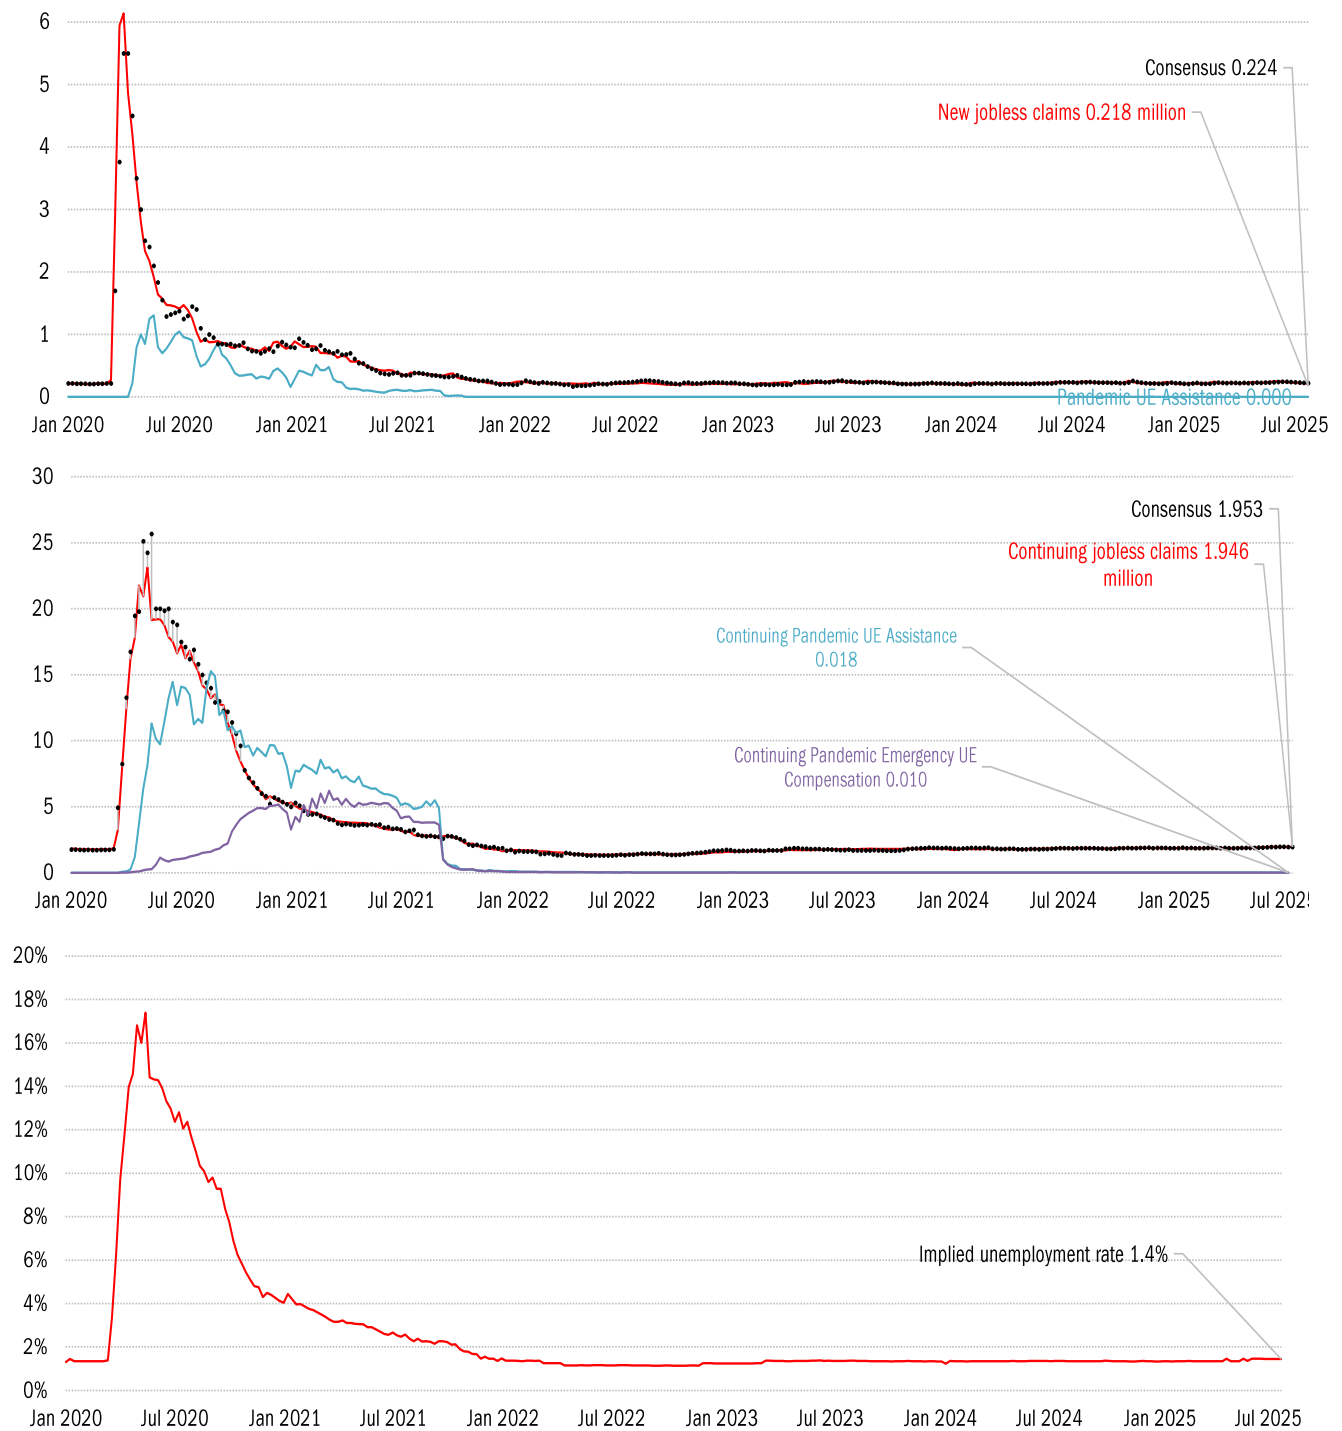 6
Consensus 0.224
5
New jobless claims 0.218 million
4
3
2
1
0
Pandemic UE Assistance 0.000
Jan 2020 Jul 2020 Jan 2021 Jul 2021 Jan 2022 Jul 2022 Jan 2023 Jul 2023 Jan 2024 Jul 2024 Jan 2025 Jul 2025
30
Consensus 1.953
25
Continuing jobless claims 1.946
million
20
Continuing Pandemic UE Assistance
0.018
15
10
Continuing Pandemic Emergency UE
Compensation 0.010
5
0
Jan 2020 Jul 2020 Jan 2021 Jul 2021 Jan 2022 Jul 2022 Jan 2023 Jul 2023 Jan 2024 Jul 2024 Jan 2025 Jul 2025
20%
18%
16%
14%
12%
10%
8%
6%
Implied unemployment rate 1.4%
4%
2%
0%
Jan 2020 Jul 2020 Jan 2021 Jul 2021 Jan 2022 Jul 2022 Jan 2023 Jul 2023 Jan 2024 Jul 2024 Jan 2025 Jul 2025